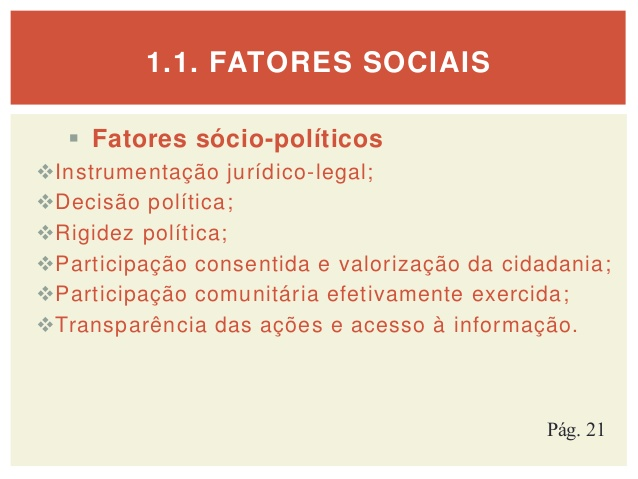 1.1. FATORES SOCIAIS
Fatores sócio-políticos
Instrumentação jurídico-legal;
Decisão política;
Rigidez política;
Participação consentida e valorização da cidadania;
Participação comunitária efetivamente exercida;
Transparência das ações e acesso à informação.
Pág. 21